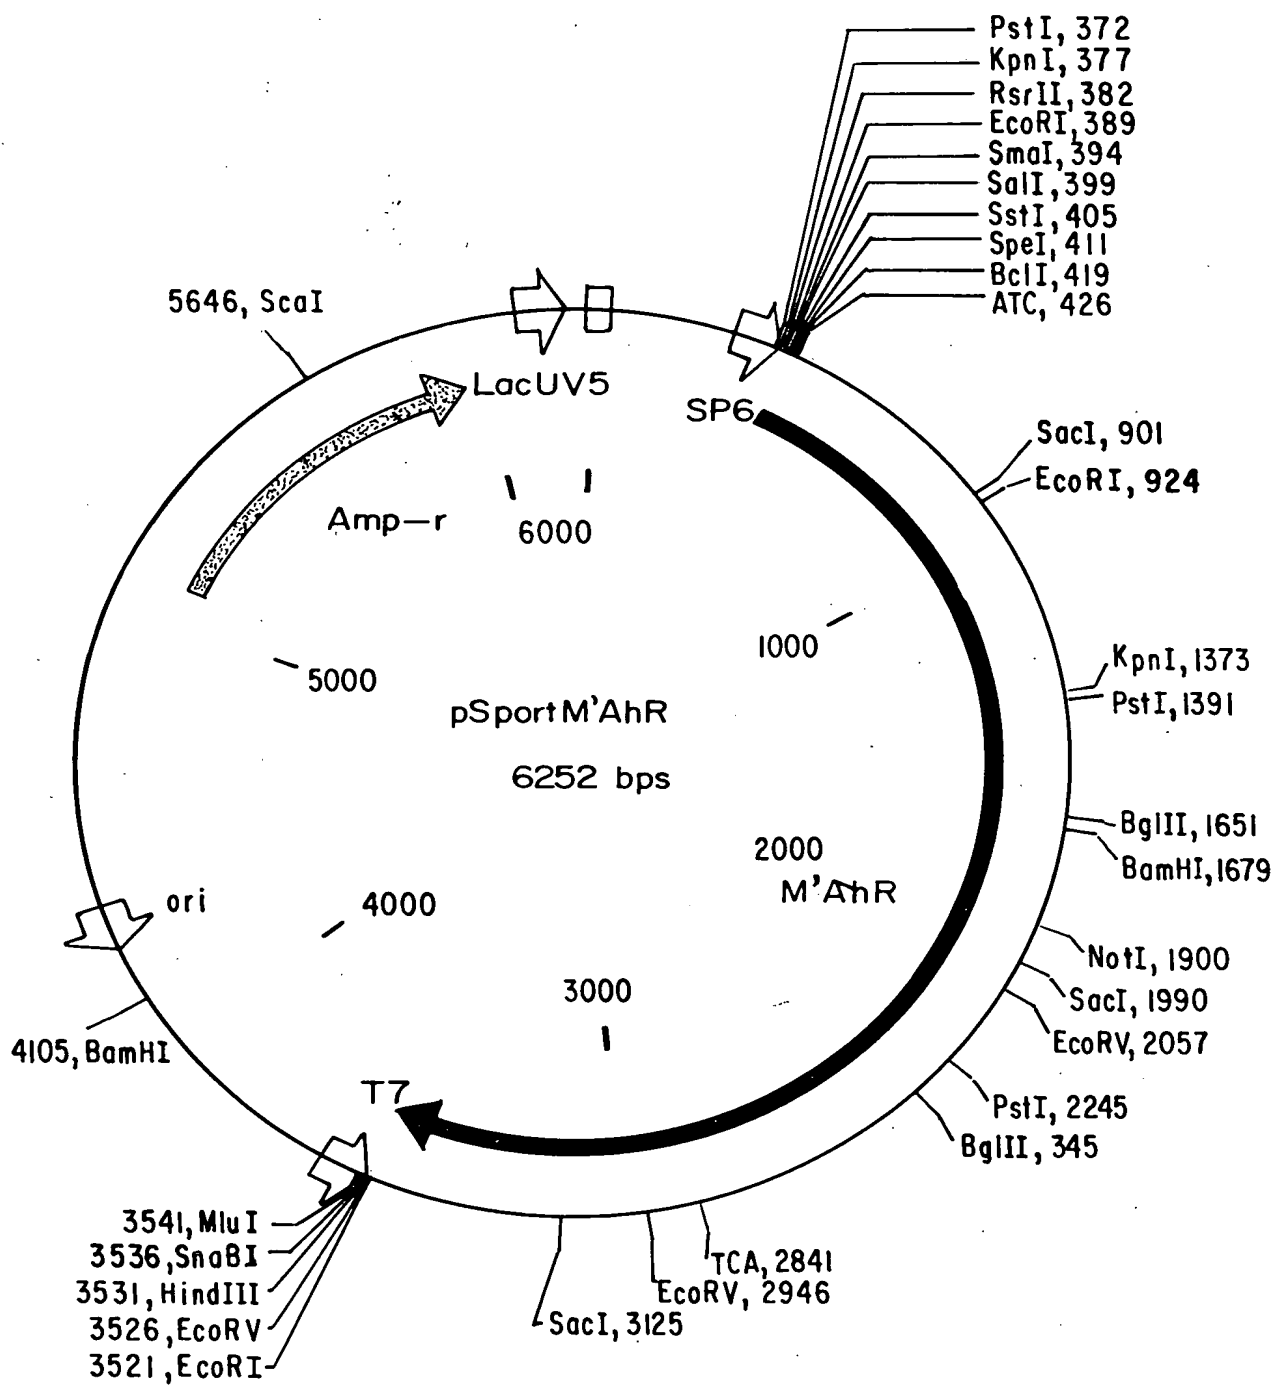 PstI, 372
KpnI, 377
RsrII, 382
EcoRI, 389
SmaI, 394
SalI, 399
SstI, 405
SpeI, 411
BclI, 419
ATC, 426
5646, ScaI
LacUV5
SP6
SacI, 901
EcoRI, 924
Amp-r
6000
1000
KpnI, 1373
5000
PstI, 1391
pSportM'AhR
6252 bps
BglII, 1651
2000
BamHI, 1679
M'AhR
ori
4000
NotI, 1900
3000
SacI, 1990
4105, BamHI
EcoRV, 2057
T7
PstI, 2245
BglII, 345
3541, MluI
3536, SnaBI
TCA, 2841
3531, HindIII
EcoRV, 2946
3526, EcoRV
SacI, 3125
3521, EcoRI